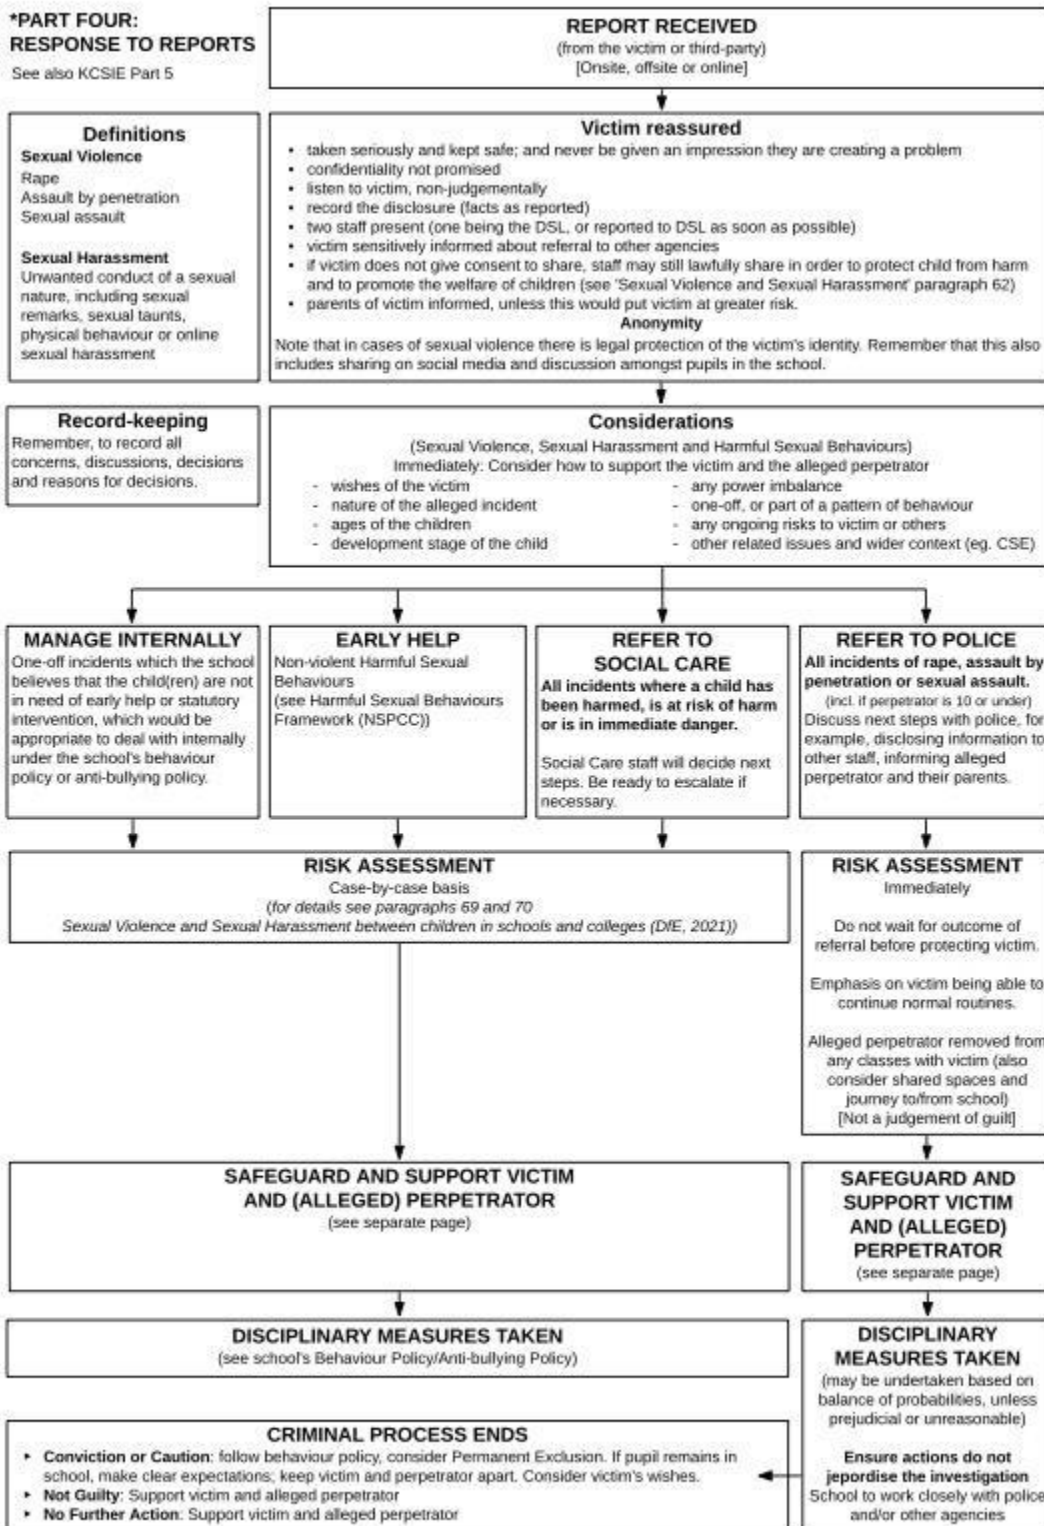 *PART FOUR:
RESPONSE TO REPORTS
See also KCSIE Part 5
REPORT RECEIVED
(from the victim or third-party)
[Onsite, offsite or online]
Definitions
Sexual Violence
Rape
Assault by penetration
Sexual assault
Sexual Harassment
Unwanted conduct of a sexual
nature, including sexual
remarks, sexual taunts,
physical behaviour or online
sexual harassment
Victim reassured
• taken seriously and kept safe; and never be given an impression they are creating a problem
• confidentiality not promised
• listen to victim, non-judgementally
• record the disclosure (facts as reported)
• two staff present (one being the DSL, or reported to DSL as soon as possible)
• victim sensitively informed about referral to other agencies
• if victim does not give consent to share, staff may still lawfully share in order to protect child from harm
and to promote the welfare of children (see 'Sexual Violence and Sexual Harassment' paragraph 62)
• parents of victim informed, unless this would put victim at greater risk.
Anonymity
Note that in cases of sexual violence there is legal protection of the victim's identity. Remember that this also
includes sharing on social media and discussion amongst pupils in the school.
Record-keeping
Remember, to record all
concerns, discussions, decisions
and reasons for decisions.
Considerations
(Sexual Violence, Sexual Harassment and Harmful Sexual Behaviours)
Immediately: Consider how to support the victim and the alleged perpetrator
- wishes of the victim
- nature of the alleged incident
- ages of the children
- development stage of the child
- any power imbalance
- one-off, or part of a pattern of behaviour
- any ongoing risks to victim or others
- other related issues and wider context (eg. CSE)
MANAGE INTERNALLY
One-off incidents which the school
believes that the child(ren) are not
in need of early help or statutory
intervention, which would be
appropriate to deal with internally
under the school's behaviour
policy or anti-bullying policy.
EARLY HELP
Non-violent Harmful Sexual
Behaviours
(see Harmful Sexual Behaviours
Framework (NSPCC))
REFER TO
SOCIAL CARE
All incidents where a child has
been harmed, is at risk of harm
or is in immediate danger.
Social Care staff will decide next
steps. Be ready to escalate if
necessary.
REFER TO POLICE
All incidents of rape, assault by
penetration or sexual assault.
(incl. if perpetrator is 10 or under)
Discuss next steps with police, for
example, disclosing information to
other staff, informing alleged
perpetrator and their parents.
RISK ASSESSMENT
Case-by-case basis
(for details see paragraphs 69 and 70
Sexual Violence and Sexual Harassment between children in schools and colleges (DfE, 2021))
RISK ASSESSMENT
Immediately
Do not wait for outcome of
referral before protecting victim.
Emphasis on victim being able to
continue normal routines.
Alleged perpetrator removed from
any classes with victim (also
consider shared spaces and
journey to/from school)
[Not a judgement of guilt]
SAFEGUARD AND SUPPORT VICTIM
AND (ALLEGED) PERPETRATOR
(see separate page)
SAFEGUARD AND
SUPPORT VICTIM
AND (ALLEGED)
PERPETRATOR
(see separate page)
DISCIPLINARY MEASURES TAKEN
(see school's Behaviour Policy/Anti-bullying Policy)
DISCIPLINARY
MEASURES TAKEN
(may be undertaken based on
balance of probabilities, unless
prejudicial or unreasonable)
Ensure actions do not
jepordise the investigation
School to work closely with police
and/or other agencies
CRIMINAL PROCESS ENDS
‣ Conviction or Caution: follow behaviour policy, consider Permanent Exclusion. If pupil remains in
school, make clear expectations; keep victim and perpetrator apart. Consider victim's wishes.
‣ Not Guilty: Support victim and alleged perpetrator
‣ No Further Action: Support victim and alleged perpetrator